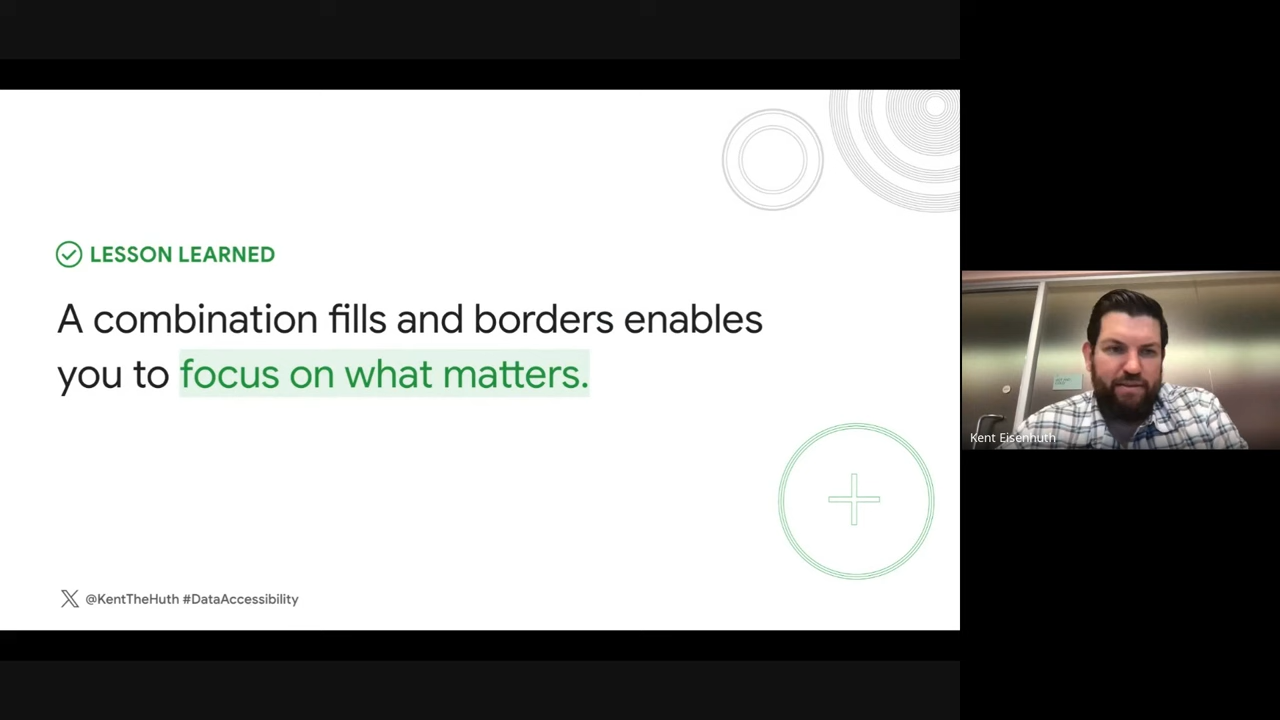 LESSON LEARNED
A combination fills and borders enables
you to focus on what matters.
@KentTheHuth #DataAccessibility
Kent Eisenhuth